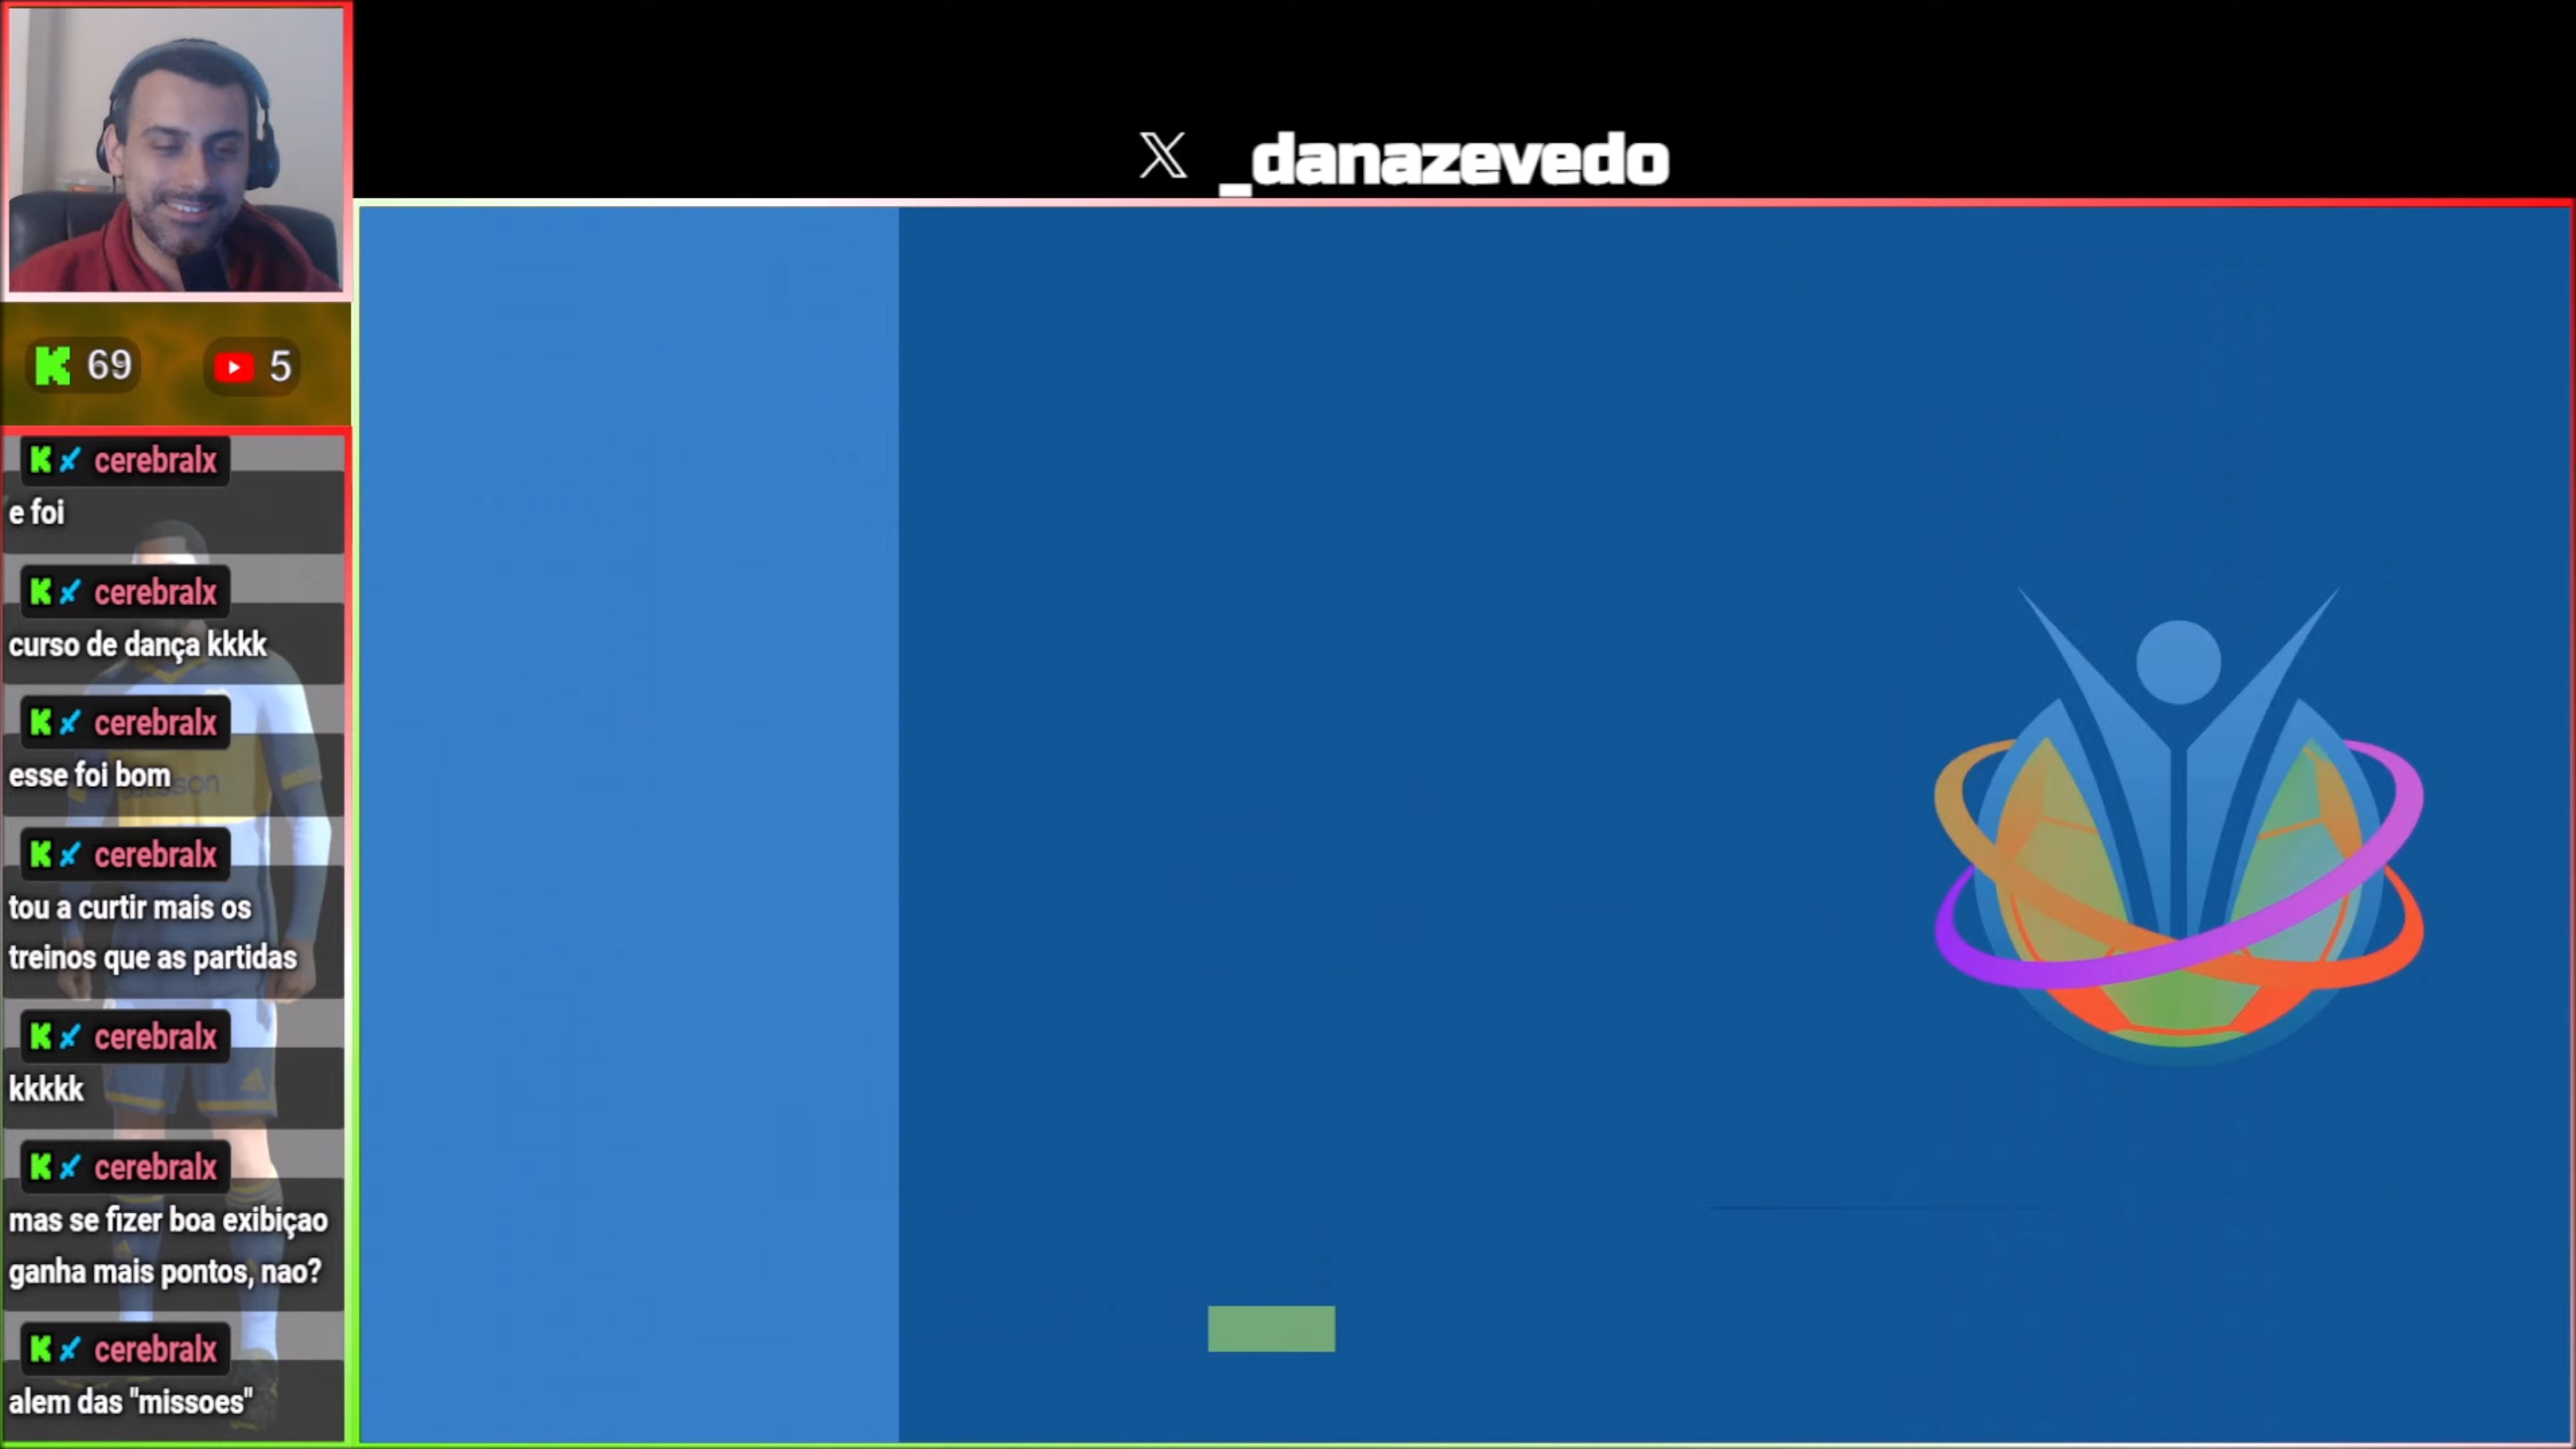 _danazevedo
69
5
cerebralx
e foi
cerebralx
curso de dança kkkk
cerebralx
esse foi bom
cerebralx
tou a curtir mais os
treinos que as partidas
cerebralx
kkkkk
cerebralx
mas se fizer boa exibiçao
ganha mais pontos, nao?
cerebralx
alem das "missoes"